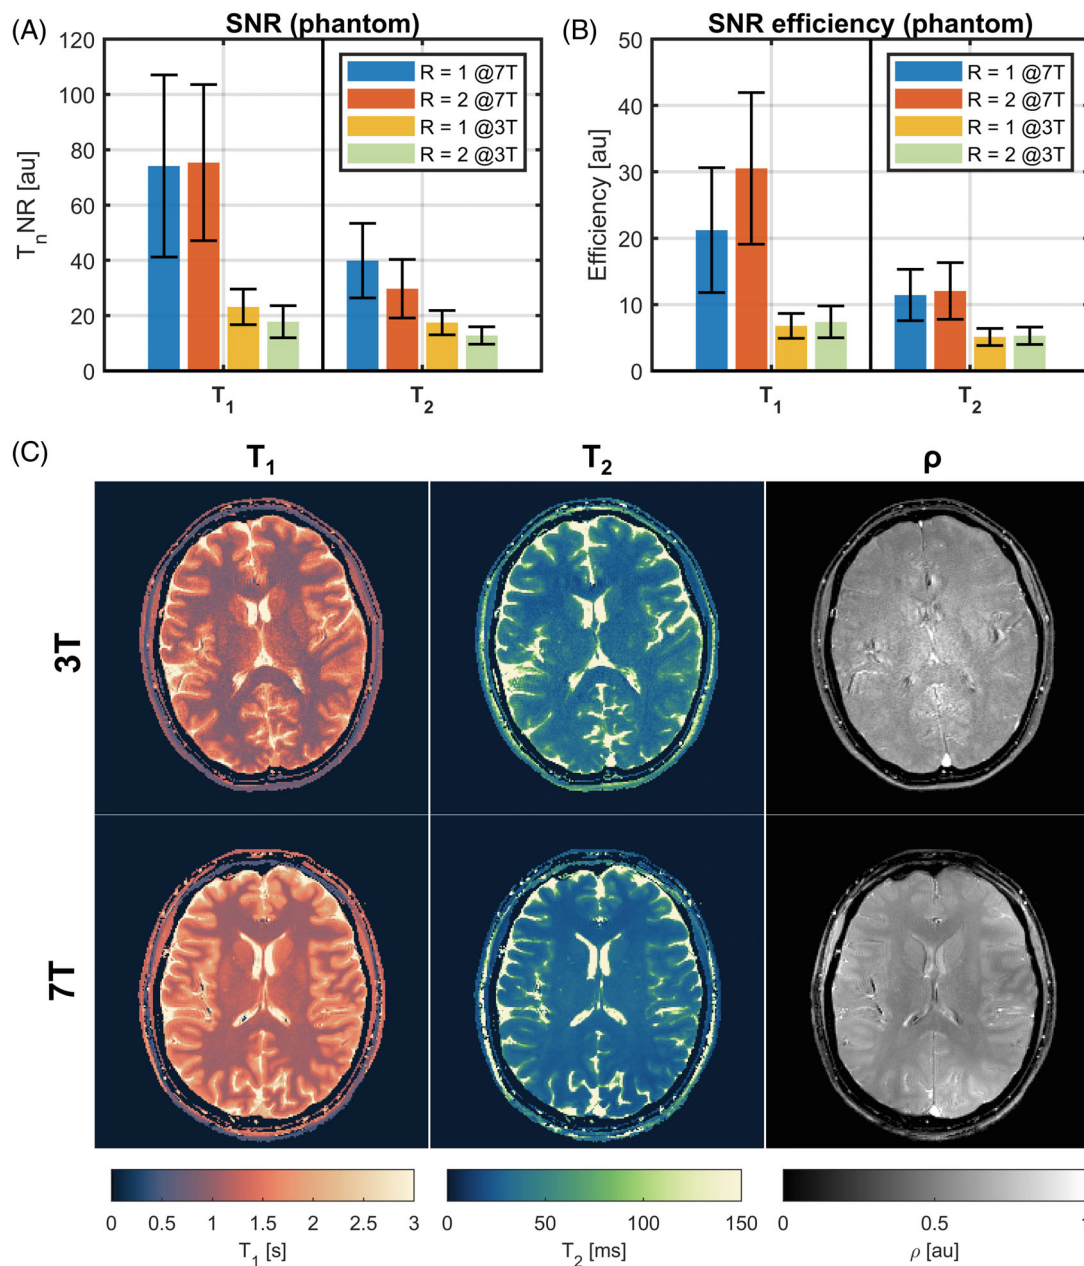 (A)
SNR (phantom)
120
100
80
60
40
20
0
TₙNR [au]
R = 1 @7T
R = 2 @7T
R = 1 @3T
R = 2 @3T
T₁
T₂
(B)
SNR efficiency (phantom)
50
40
30
20
10
0
Efficiency [au]
R = 1 @7T
R = 2 @7T
R = 1 @3T
R = 2 @3T
T₁
T₂
(C)
T₁ T₂ ρ
3T
7T
0 0.5 1 1.5 2 2.5 3
T₁ [s]
0 50 100 150
T₂ [ms]
0 0.5 1
ρ [au]